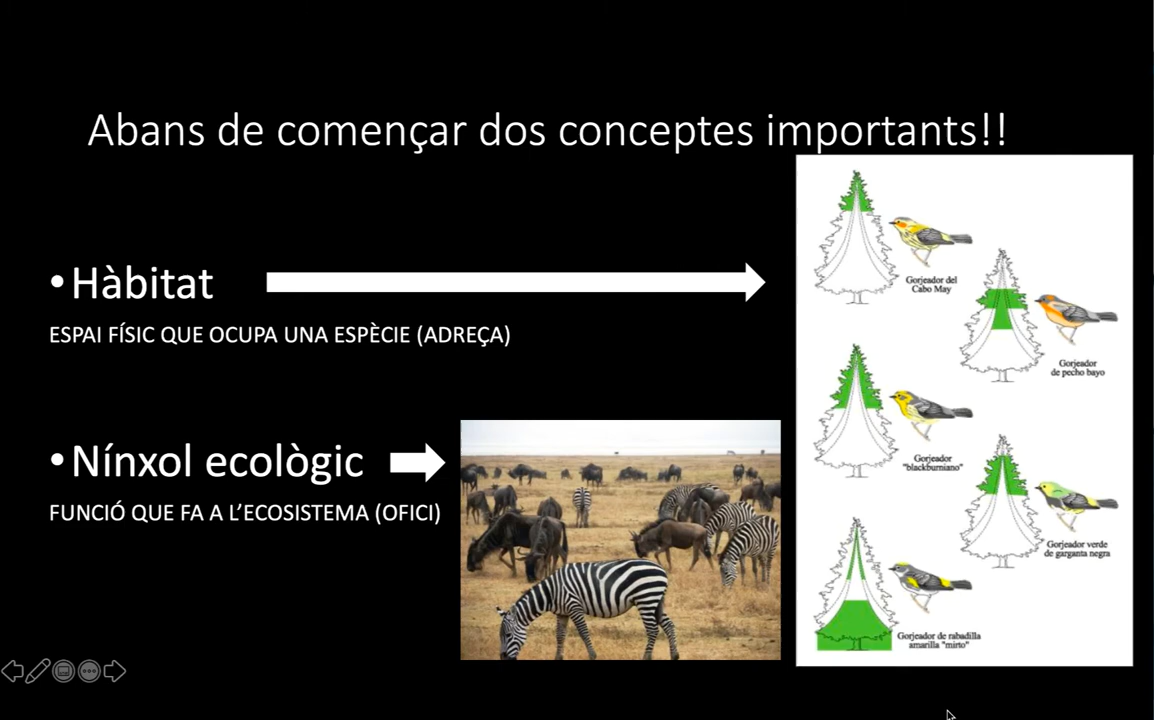 Abans de començar dos conceptes importants!!
•Hàbitat
ESPAI FÍSIC QUE OCUPA UNA ESPÈCIE (ADREÇA)
•Nínxol ecològic
FUNCIÓ QUE FA A L'ECOSISTEMA (OFICI)
Gorjeador del
Cabo May
Gorjeador
de pecho bayo
Gorjeador
"blackburniano"
Gorjeador verde
de garganta negra
Gorjeador de rabadilla
amarilla "mirto"